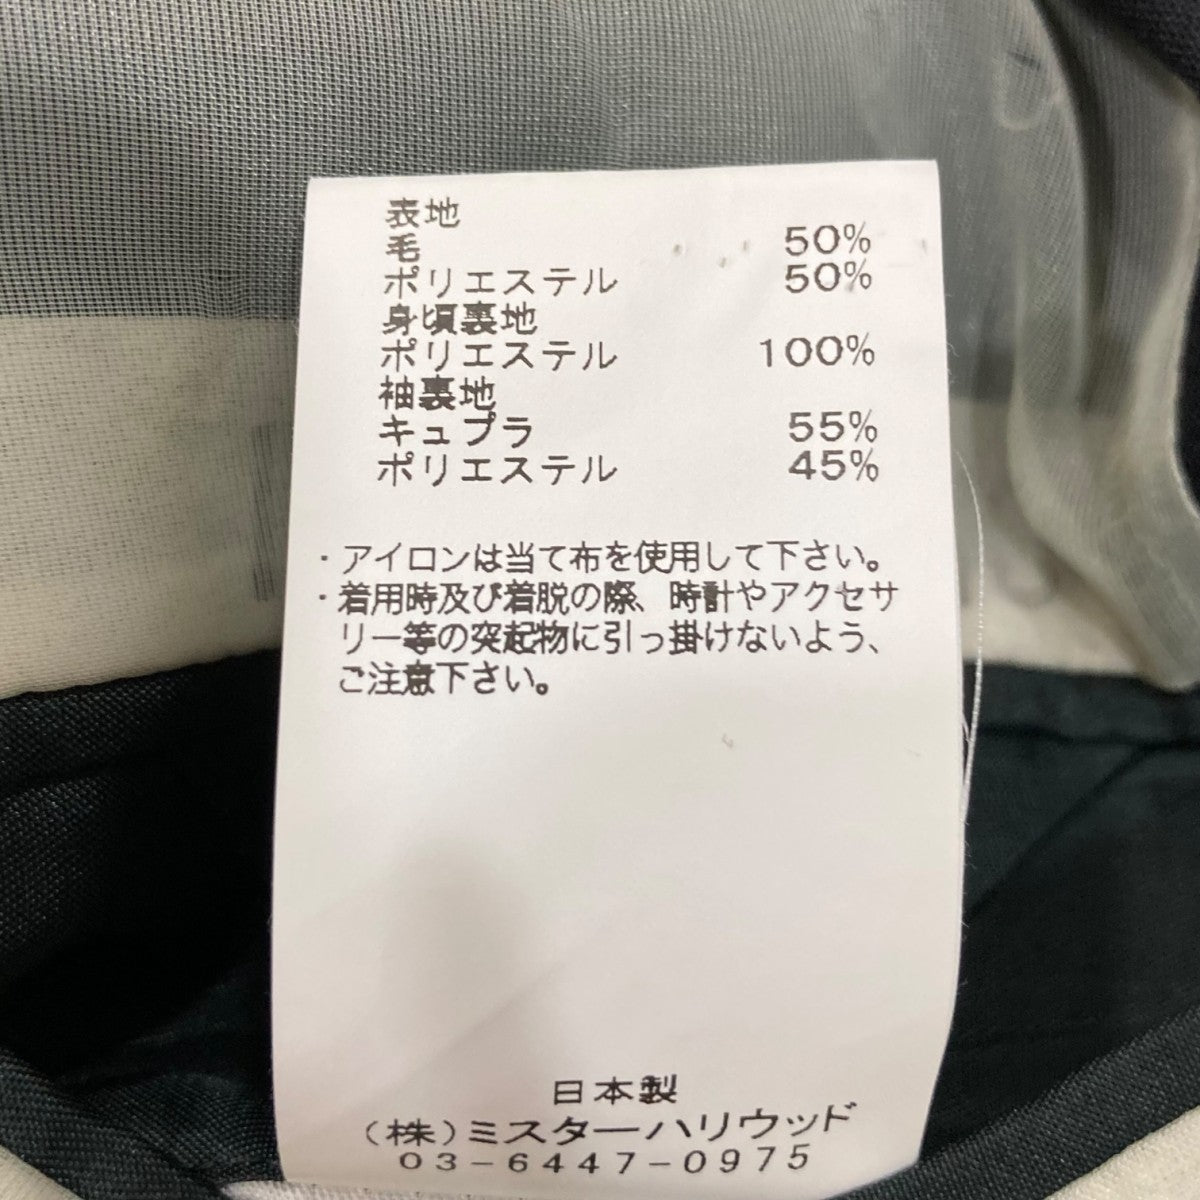 表地
毛 50%
ポリエステル 50%
身頃裏地
ポリエステル 100%
袖裏地
キュプラ 55%
ポリエステル 45%
・アイロンは当て布を使用して下さい。
・着用時及び着脱の際、時計やアクセサ
リー等の突起物に引っ掛けないよう、
ご注意下さい。
日本製
(株)ミスターハリウッド
03-6447-0975